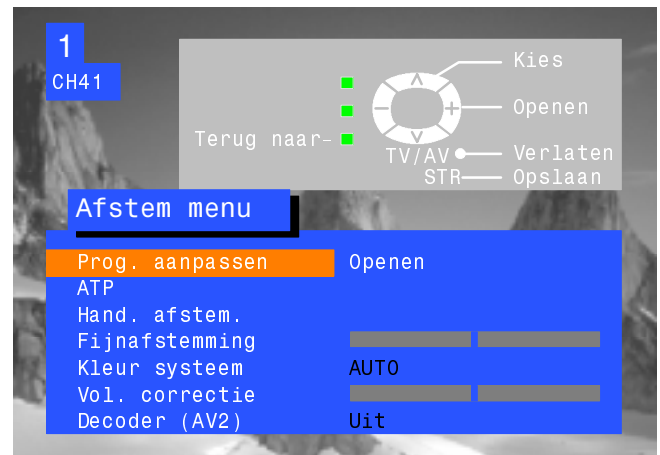 1
CH41
Kies
Openen
Terug naar
TV/AV
Verlaten
STR
Opslaan
Afstem menu
Prog. aanpassen Openen
ATP
Hand. afstem.
Fijnafstemming
Kleur systeem AUTO
Vol. correctie
Decoder (AV2) Uit